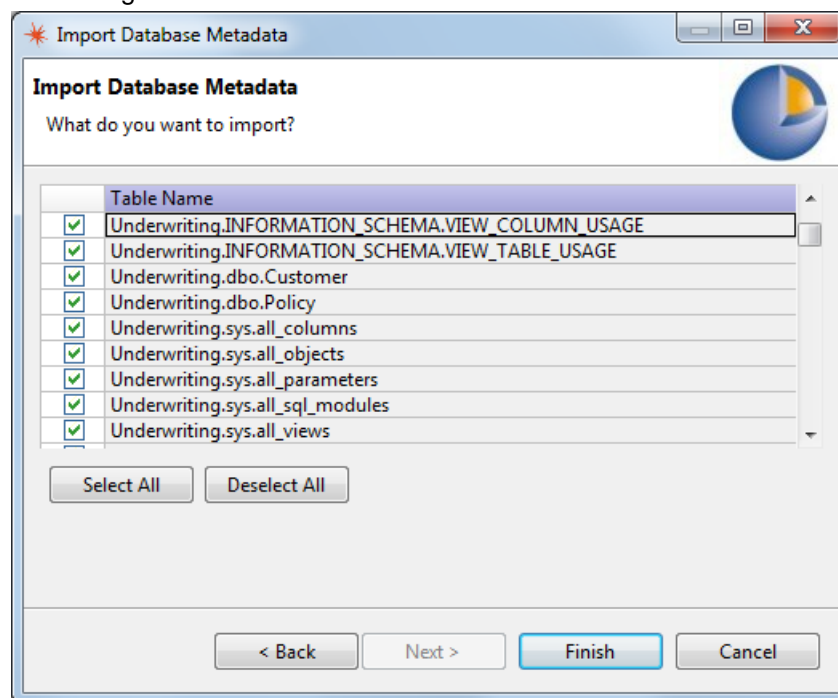 Import Database Metadata
Import Database Metadata
What do you want to import?
Table Name
Underwriting.INFORMATION_SCHEMA.VIEW_COLUMN_USAGE
Underwriting.INFORMATION_SCHEMA.VIEW_TABLE_USAGE
Underwriting.dbo.Customer
Underwriting.dbo.Policy
Underwriting.sys.all_columns
Underwriting.sys.all_objects
Underwriting.sys.all_parameters
Underwriting.sys.all_sql_modules
Underwriting.sys.all_views
Select All Deselect All
< Back Next > Finish Cancel